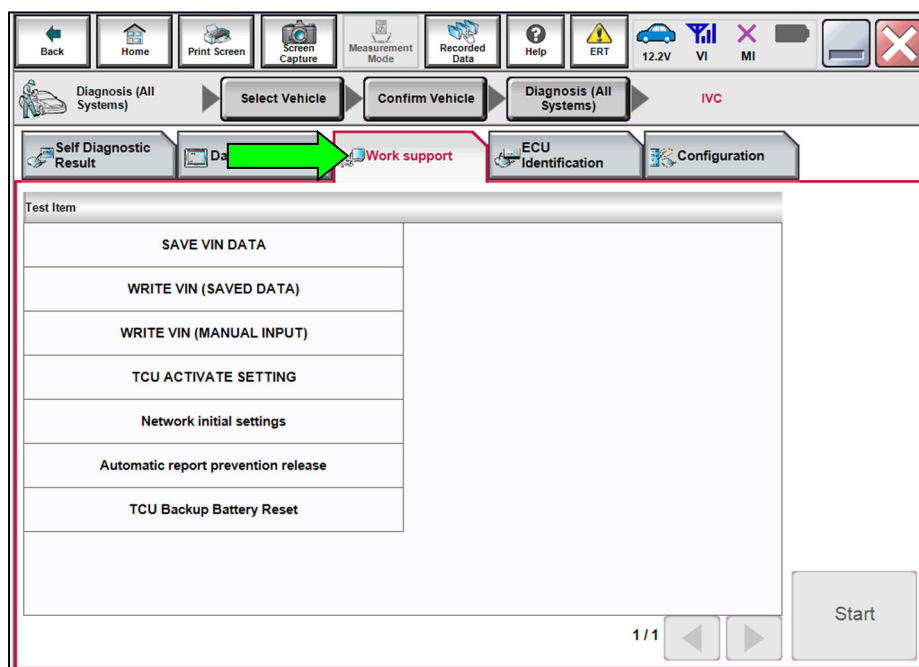 Back
Home
Print Screen
Screen
Capture
Measurement
Mode
Recorded
Data
Help
ERT
12.2V
VI
MI
Diagnosis (All
Systems)
Select Vehicle
Confirm Vehicle
Diagnosis (All
Systems)
IVC
Self Diagnostic
Result
Da
Work support
ECU
Identification
Configuration
Test Item
SAVE VIN DATA
WRITE VIN (SAVED DATA)
WRITE VIN (MANUAL INPUT)
TCU ACTIVATE SETTING
Network initial settings
Automatic report prevention release
TCU Backup Battery Reset
1 / 1
Start